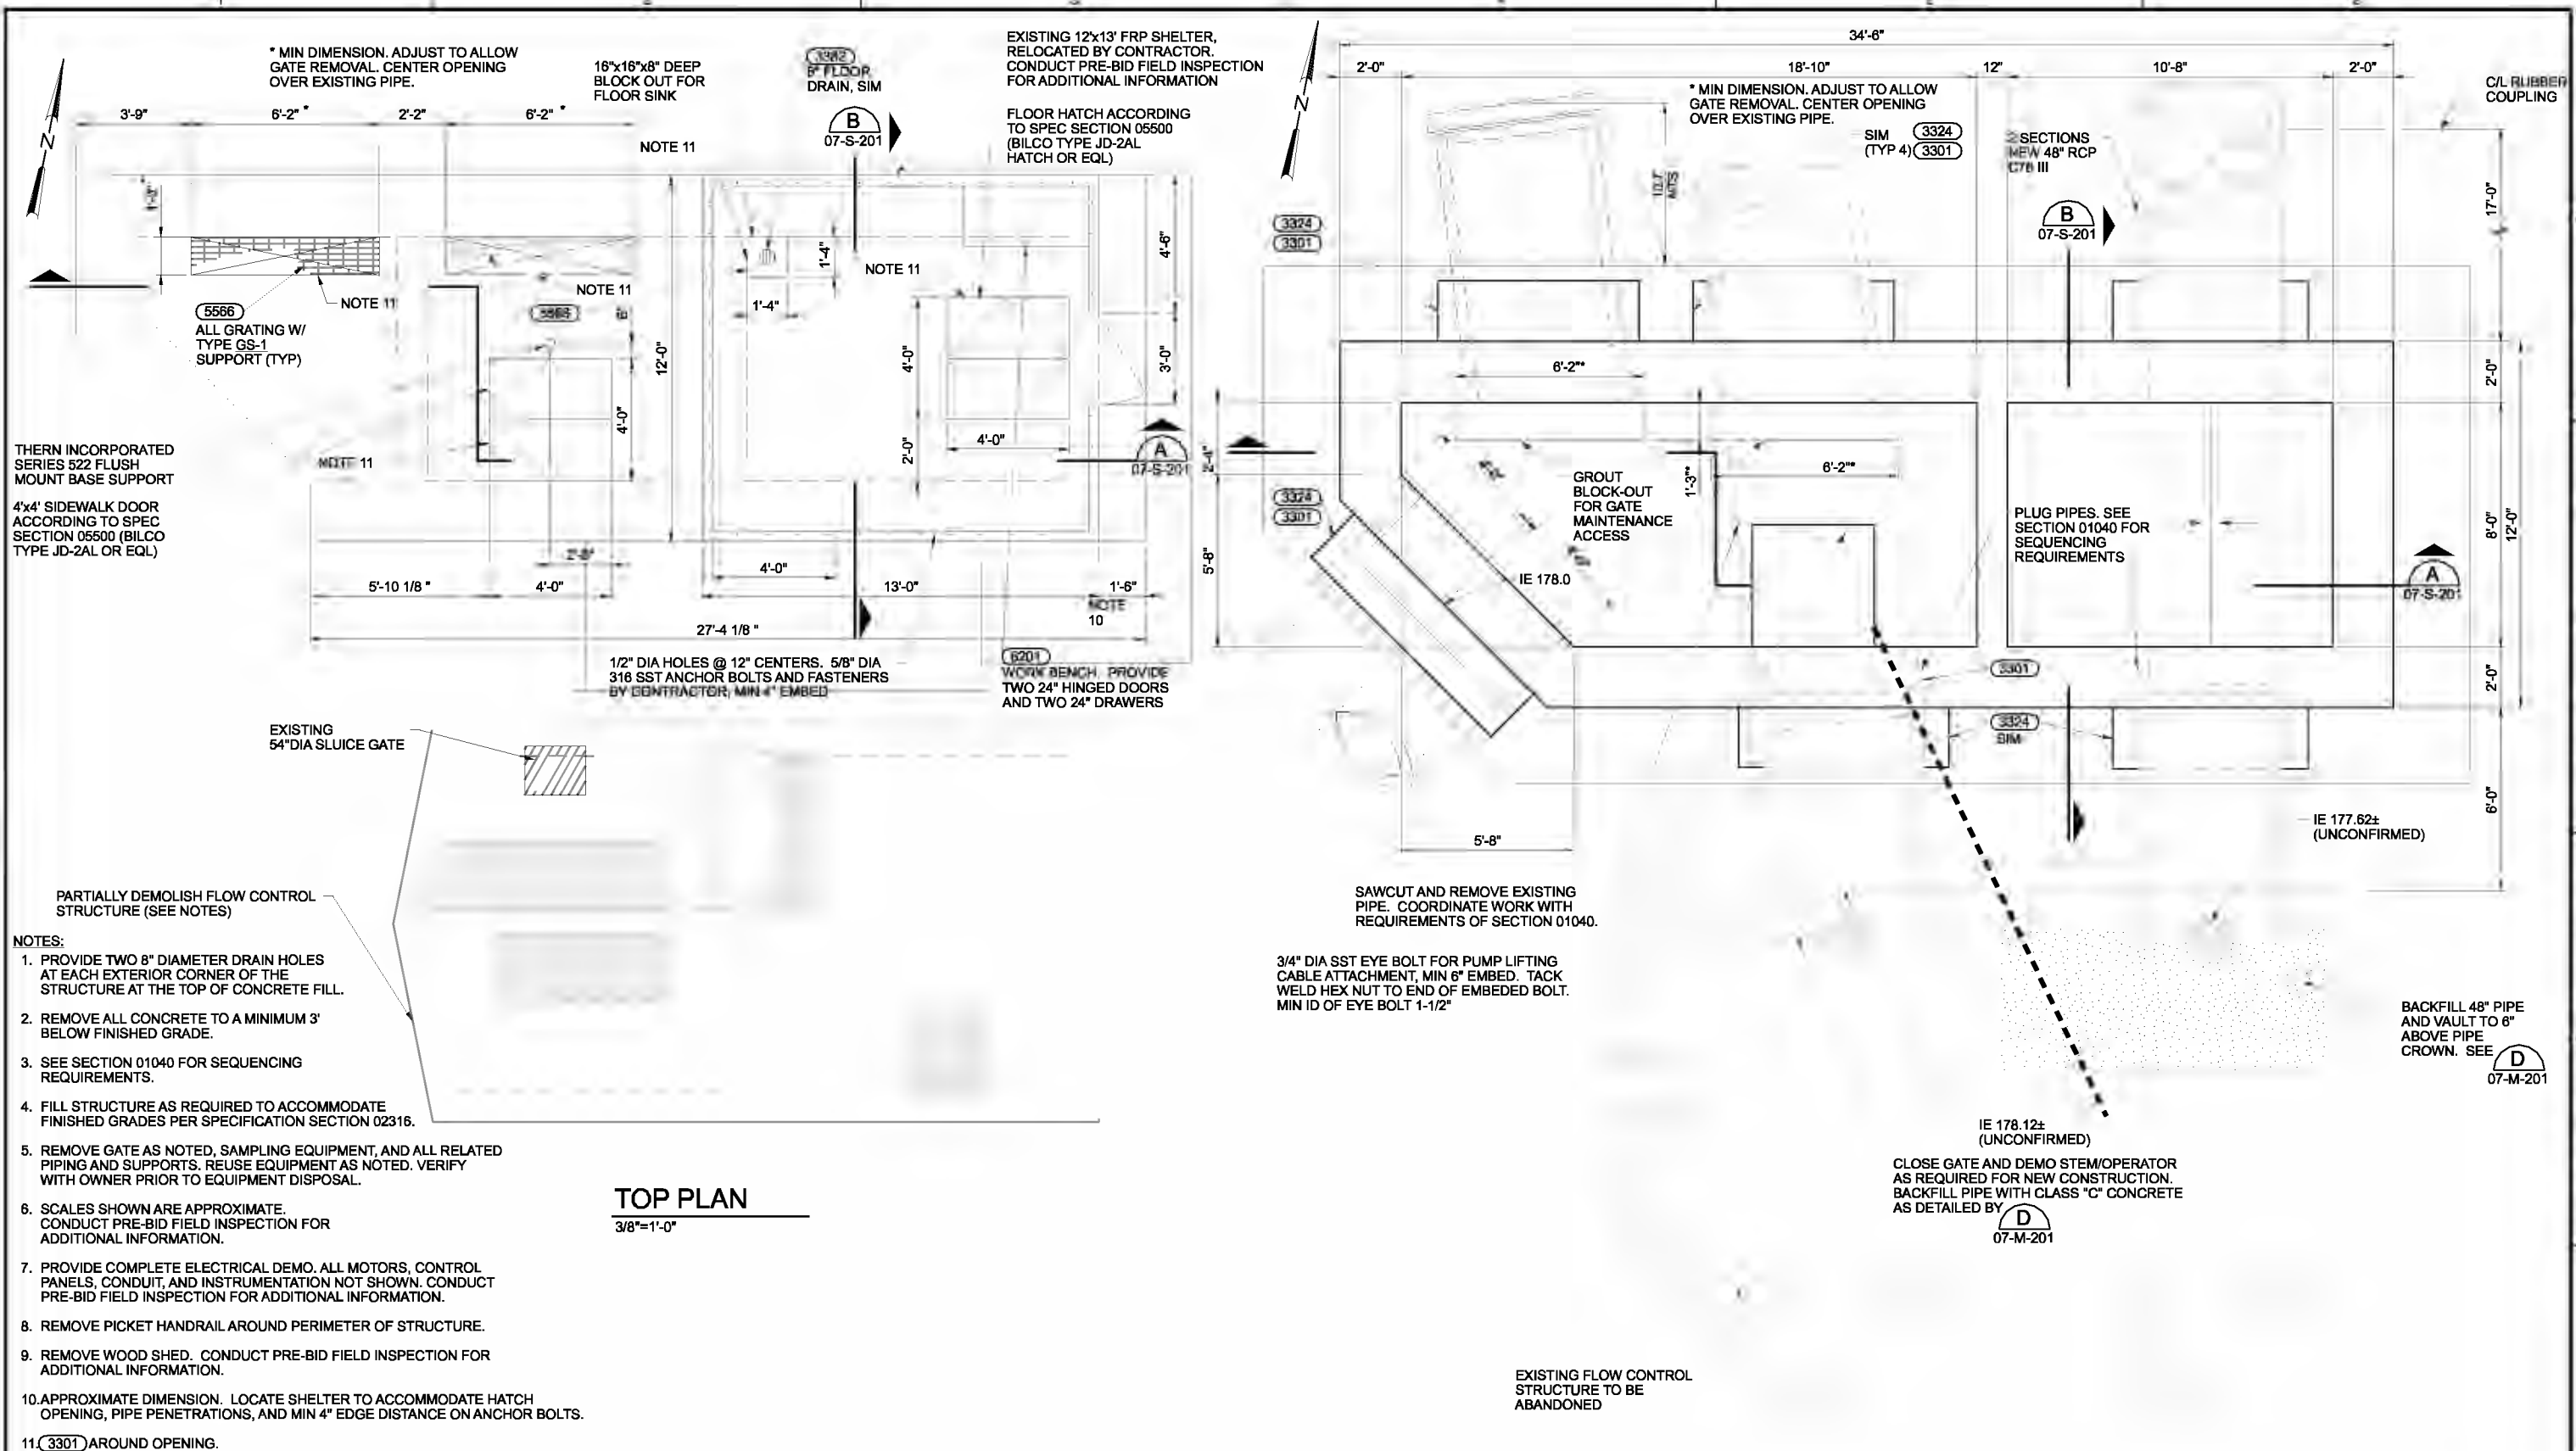 * MIN DIMENSION. ADJUST TO ALLOW
GATE REMOVAL. CENTER OPENING
OVER EXISTING PIPE.
16"x16"x8" DEEP
BLOCK OUT FOR
FLOOR SINK
3382
8" FLOOR
DRAIN, SIM
B
07-S-201
EXISTING 12'x13' FRP SHELTER,
RELOCATED BY CONTRACTOR.
CONDUCT PRE-BID FIELD INSPECTION
FOR ADDITIONAL INFORMATION
FLOOR HATCH ACCORDING
TO SPEC SECTION 05500
(BILCO TYPE JD-2AL
HATCH OR EQL)
N
3'-9"
6'-2" *
2'-2"
6'-2" *
NOTE 11
12'-0"
1'-4"
1'-4"
NOTE 11
4'-6"
3'-0"
NOTE 11
NOTE 11
5566
ALL GRATING W/
TYPE GS-1
SUPPORT (TYP)
4'-0"
4'-0"
2'-0"
4'-0"
A
07-S-201
THERN INCORPORATED
SERIES 522 FLUSH
MOUNT BASE SUPPORT
NOTE 11
4'x4' SIDEWALK DOOR
ACCORDING TO SPEC
SECTION 05500 (BILCO
TYPE JD-2AL OR EQL)
5'-10 1/8 "
4'-0"
4'-0"
13'-0"
1'-6"
NOTE
10
27'-4 1/8 "
1/2" DIA HOLES @ 12" CENTERS. 5/8" DIA
316 SST ANCHOR BOLTS AND FASTENERS
BY CONTRACTOR, MIN 4" EMBED
6201
WORK BENCH. PROVIDE
TWO 24" HINGED DOORS
AND TWO 24" DRAWERS
EXISTING
54"DIA SLUICE GATE
PARTIALLY DEMOLISH FLOW CONTROL
STRUCTURE (SEE NOTES)
NOTES:
1. PROVIDE TWO 8" DIAMETER DRAIN HOLES
AT EACH EXTERIOR CORNER OF THE
STRUCTURE AT THE TOP OF CONCRETE FILL.
2. REMOVE ALL CONCRETE TO A MINIMUM 3'
BELOW FINISHED GRADE.
3. SEE SECTION 01040 FOR SEQUENCING
REQUIREMENTS.
4. FILL STRUCTURE AS REQUIRED TO ACCOMMODATE
FINISHED GRADES PER SPECIFICATION SECTION 02316.
5. REMOVE GATE AS NOTED, SAMPLING EQUIPMENT, AND ALL RELATED
PIPING AND SUPPORTS. REUSE EQUIPMENT AS NOTED. VERIFY
WITH OWNER PRIOR TO EQUIPMENT DISPOSAL.
6. SCALES SHOWN ARE APPROXIMATE.
CONDUCT PRE-BID FIELD INSPECTION FOR
ADDITIONAL INFORMATION.
7. PROVIDE COMPLETE ELECTRICAL DEMO. ALL MOTORS, CONTROL
PANELS, CONDUIT, AND INSTRUMENTATION NOT SHOWN. CONDUCT
PRE-BID FIELD INSPECTION FOR ADDITIONAL INFORMATION.
8. REMOVE PICKET HANDRAIL AROUND PERIMETER OF STRUCTURE.
9. REMOVE WOOD SHED. CONDUCT PRE-BID FIELD INSPECTION FOR
ADDITIONAL INFORMATION.
10.APPROXIMATE DIMENSION. LOCATE SHELTER TO ACCOMMODATE HATCH
OPENING, PIPE PENETRATIONS, AND MIN 4" EDGE DISTANCE ON ANCHOR BOLTS.
11. 3301 AROUND OPENING.
TOP PLAN
3/8"=1'-0"
N
34'-6"
2'-0"
18'-10"
12"
10'-8"
2'-0"
* MIN DIMENSION. ADJUST TO ALLOW
GATE REMOVAL. CENTER OPENING
OVER EXISTING PIPE.
SIM 3324
(TYP 4) 3301
2 SECTIONS
NEW 48" RCP
C76 III
C/L RUBBER
COUPLING
B
07-S-201
17'-0"
3324
3301
6'-2"*
2'-0"
2'-4"
6'-2"*
1'-3"*
GROUT
BLOCK-OUT
FOR GATE
MAINTENANCE
ACCESS
PLUG PIPES. SEE
SECTION 01040 FOR
SEQUENCING
REQUIREMENTS
8'-0"
12'-0"
3324
3301
5'-8"
IE 178.0
A
07-S-201
3301
2'-0"
3324
SIM
6'-0"
5'-8"
IE 177.62±
(UNCONFIRMED)
SAWCUT AND REMOVE EXISTING
PIPE. COORDINATE WORK WITH
REQUIREMENTS OF SECTION 01040.
3/4" DIA SST EYE BOLT FOR PUMP LIFTING
CABLE ATTACHMENT, MIN 6" EMBED. TACK
WELD HEX NUT TO END OF EMBEDED BOLT.
MIN ID OF EYE BOLT 1-1/2"
BACKFILL 48" PIPE
AND VAULT TO 6"
ABOVE PIPE
CROWN. SEE
D
07-M-201
IE 178.12±
(UNCONFIRMED)
CLOSE GATE AND DEMO STEM/OPERATOR
AS REQUIRED FOR NEW CONSTRUCTION.
BACKFILL PIPE WITH CLASS "C" CONCRETE
AS DETAILED BY
D
07-M-201
EXISTING FLOW CONTROL
STRUCTURE TO BE
ABANDONED